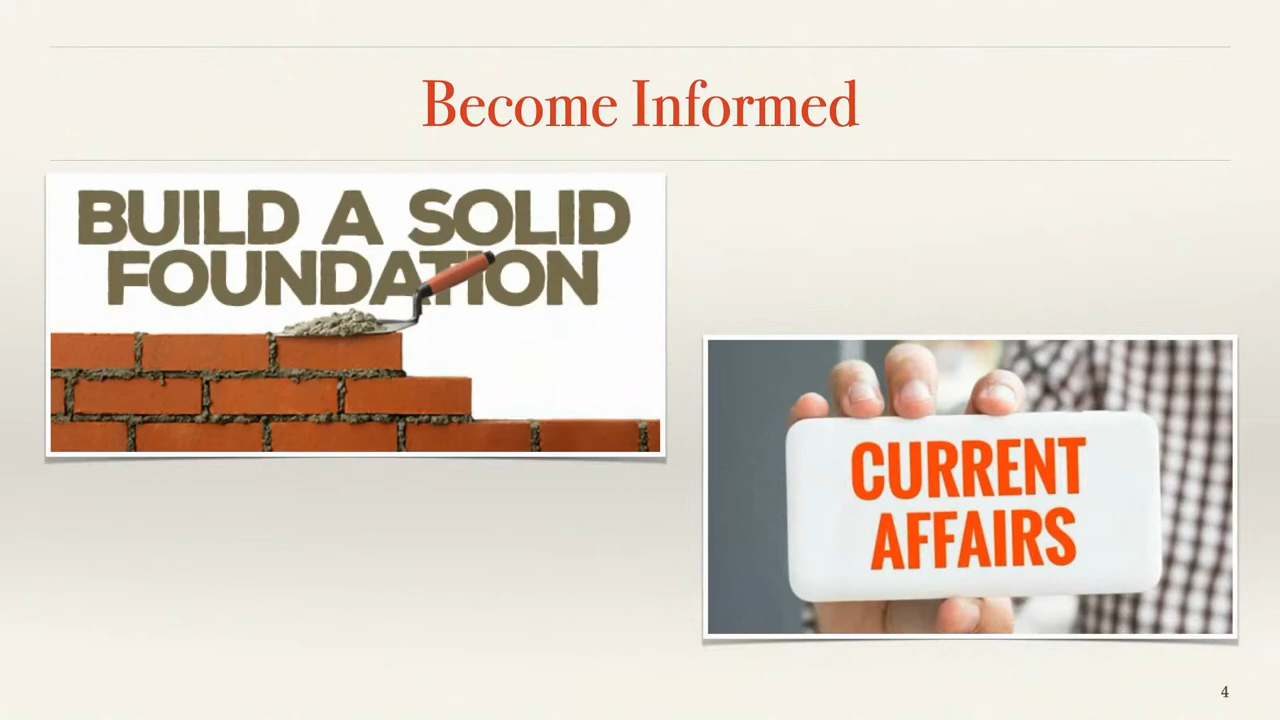 Become Informed
BUILD A SOLID
FOUNDATION
CURRENT
AFFAIRS
4